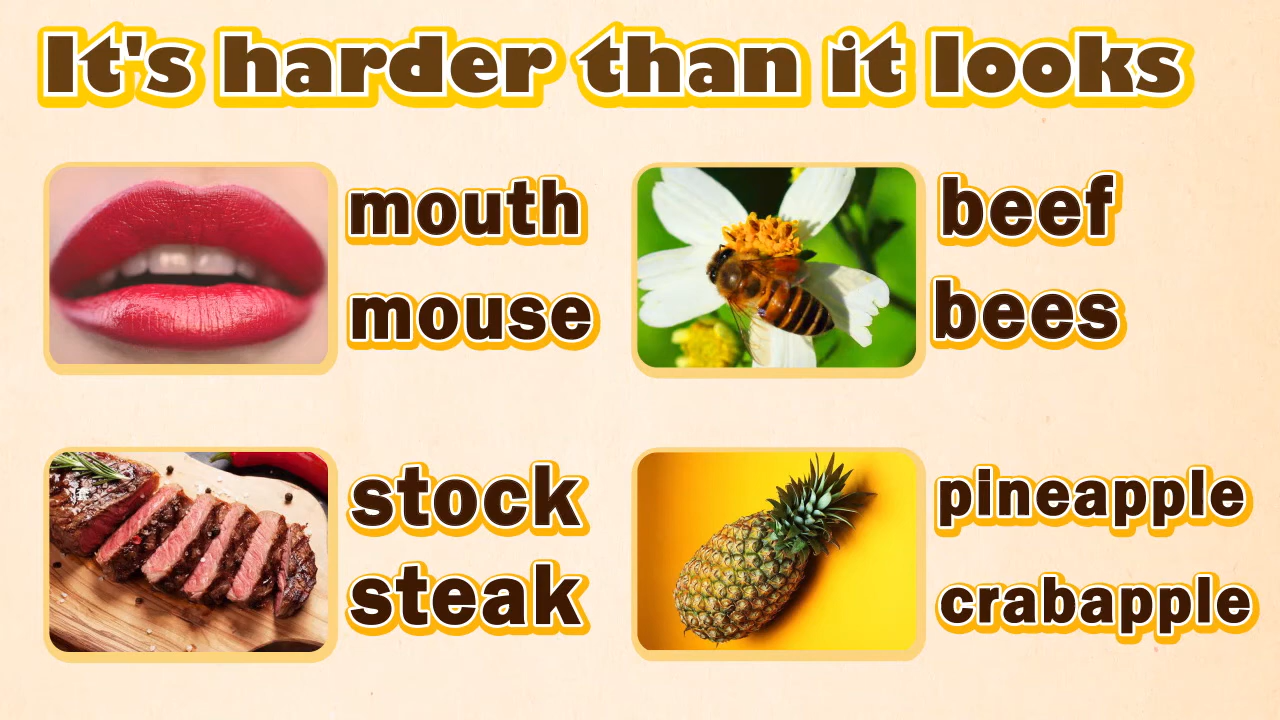 It's harder than it looks
mouth
mouse
beef
bees
stock
steak
pineapple
crabapple